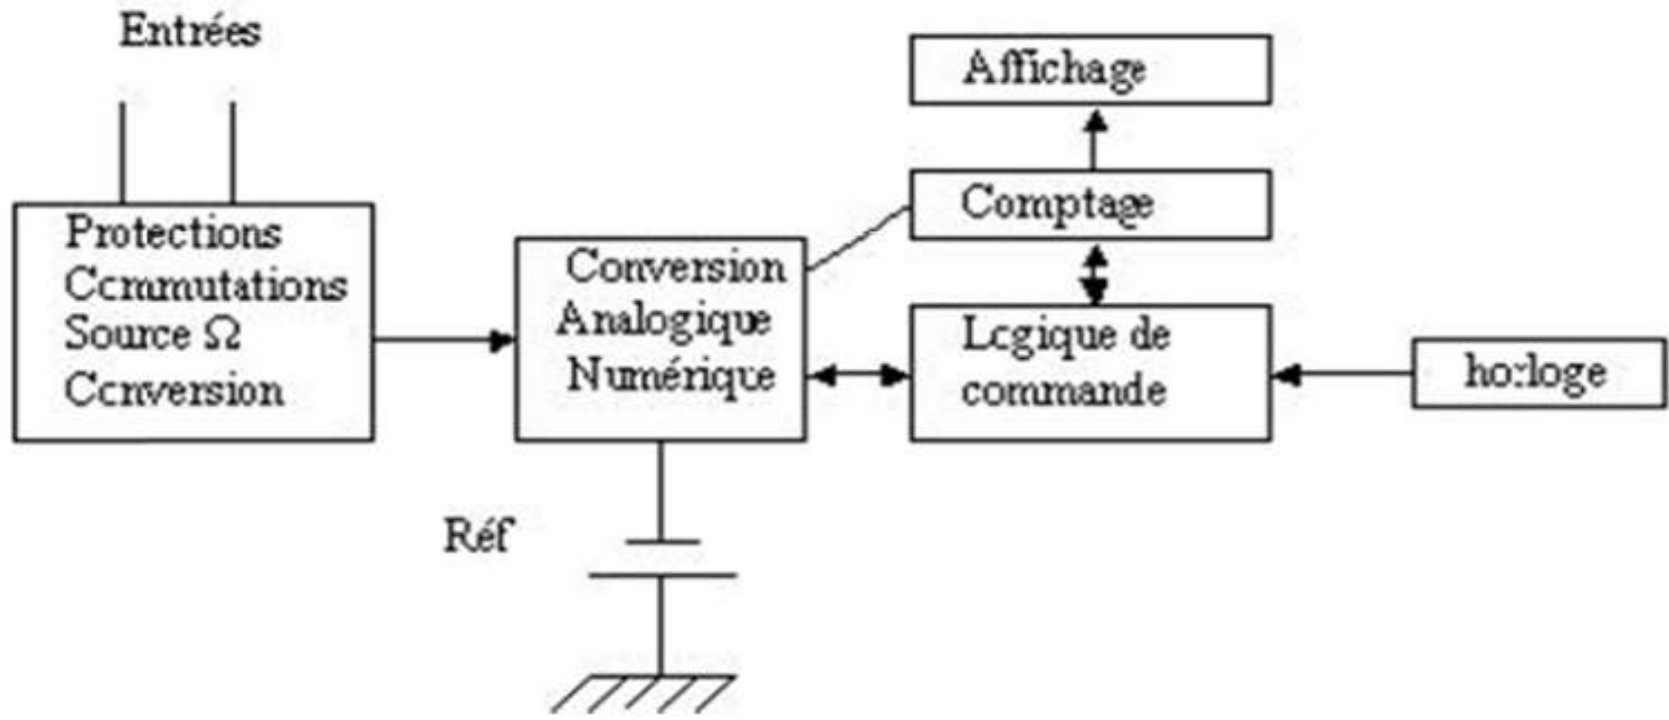 Entrées
Protections
Commutations
Source Ω
Conversion
Conversion
Analogique
Numérique
Réf
Affichage
Comptage
Logique de
commande
horloge